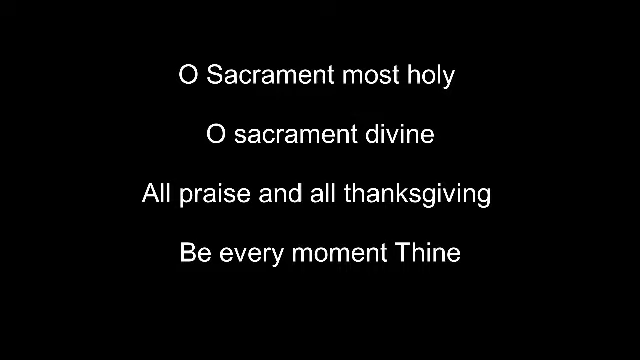 O Sacrament most holy
O sacrament divine
All praise and all thanksgiving
Be every moment Thine